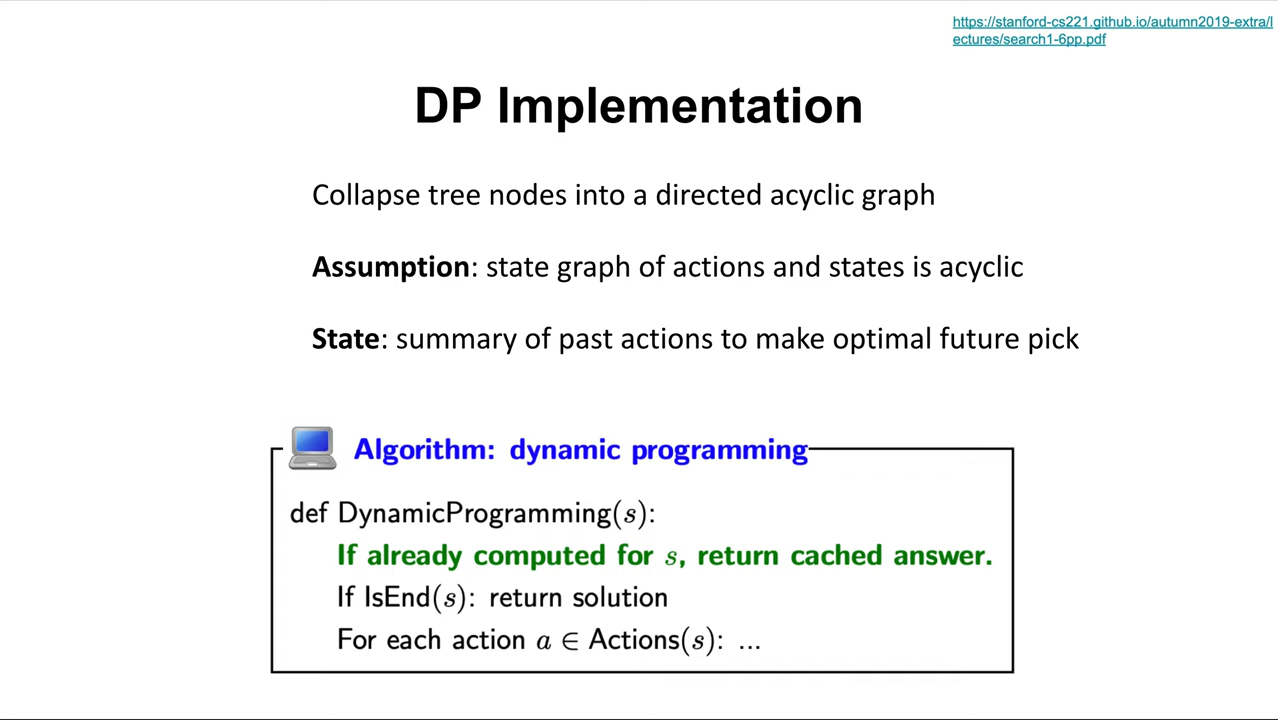 https://stanford-cs221.github.io/autumn2019-extra/l
ectures/search1-6pp.pdf
DP Implementation
Collapse tree nodes into a directed acyclic graph
Assumption: state graph of actions and states is acyclic
State: summary of past actions to make optimal future pick
Algorithm: dynamic programming
def DynamicProgramming(s):
If already computed for s, return cached answer.
If IsEnd(s): return solution
For each action a ∈ Actions(s): ...